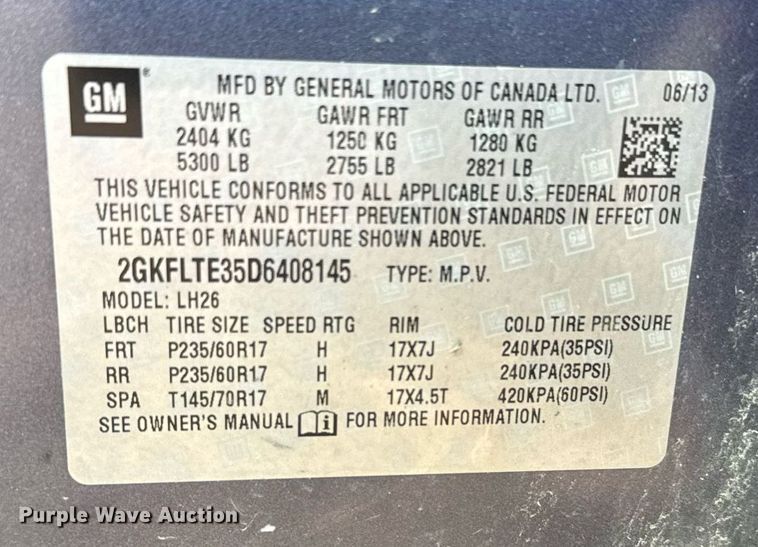 GM ® MFD BY GENERAL MOTORS OF CANADA LTD. 06/13
GVWR GAWR FRT GAWR RR
2404 KG 1250 KG 1280 KG
5300 LB 2755 LB 2821 LB
THIS VEHICLE CONFORMS TO ALL APPLICABLE U.S. FEDERAL MOTOR
VEHICLE SAFETY AND THEFT PREVENTION STANDARDS IN EFFECT ON
THE DATE OF MANUFACTURE SHOWN ABOVE.
2GKFLTE35D6408145 TYPE: M.P.V.
MODEL: LH26
LBCH TIRE SIZE SPEED RTG RIM COLD TIRE PRESSURE
FRT P235/60R17 H 17X7J 240KPA(35PSI)
RR P235/60R17 H 17X7J 240KPA(35PSI)
SPA T145/70R17 M 17X4.5T 420KPA(60PSI)
SEE OWNER'S MANUAL i FOR MORE INFORMATION.
Purple Wave Auction